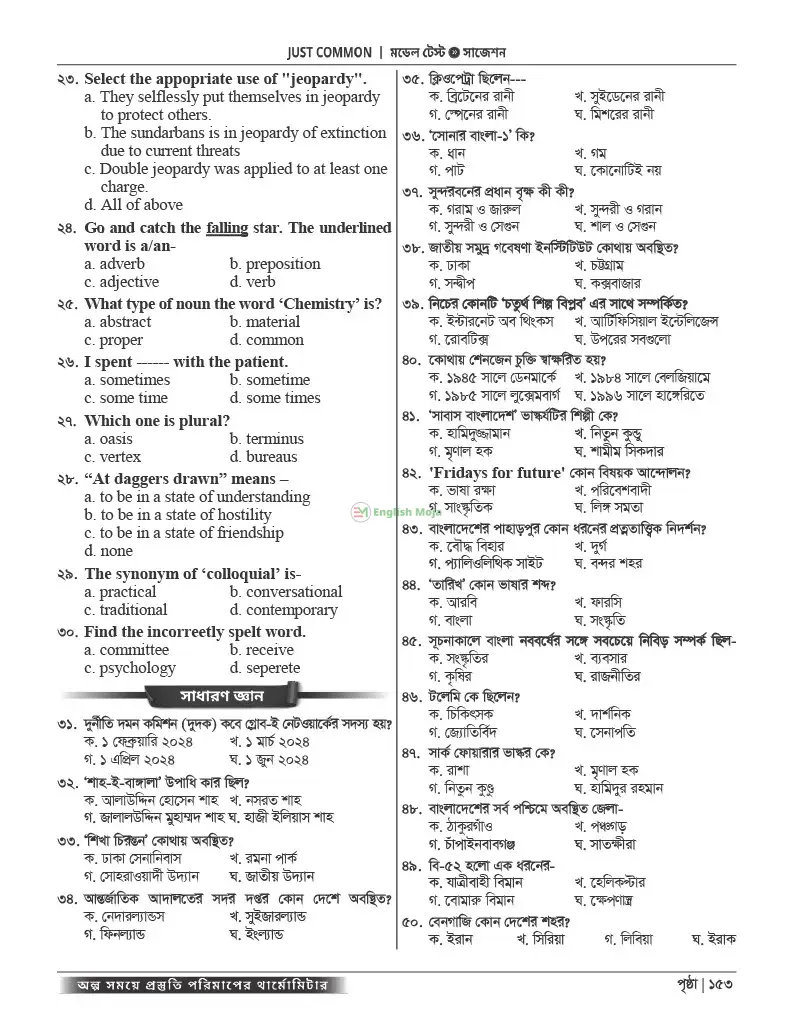 JUST COMMON | মডেল টেস্ট » সাজেশন
২৩. Select the appopriate use of "jeopardy".
a. They selflessly put themselves in jeopardy
to protect others.
b. The sundarbans is in jeopardy of extinction
due to current threats
c. Double jeopardy was applied to at least one
charge.
d. All of above
২৪. Go and catch the falling star. The underlined
word is a/an-
a. adverb b. preposition
c. adjective d. verb
২৫. What type of noun the word ‘Chemistry’ is?
a. abstract b. material
c. proper d. common
২৬. I spent ------ with the patient.
a. sometimes b. sometime
c. some time d. some times
২৭. Which one is plural?
a. oasis b. terminus
c. vertex d. bureaus
২৮. “At daggers drawn” means –
a. to be in a state of understanding
b. to be in a state of hostility
c. to be in a state of friendship
d. none
২৯. The synonym of ‘colloquial’ is-
a. practical b. conversational
c. traditional d. contemporary
৩০. Find the incorreetly spelt word.
a. committee b. receive
c. psychology d. seperete
সাধারণ জ্ঞান
৩১. দুর্নীতি দমন কমিশন (দুদক) কবে গ্লোব-ই নেটওয়ার্কের সদস্য হয়?
ক. ১ ফেব্রুয়ারি ২০২৪ খ. ১ মার্চ ২০২৪
গ. ১ এপ্রিল ২০২৪ ঘ. ১ জুন ২০২৪
৩২. ‘শাহ-ই-বাঙ্গালা’ উপাধি কার ছিল?
ক. আলাউদ্দিন হোসেন শাহ খ. নসরত শাহ
গ. জালালউদ্দিন মুহাম্মদ শাহ ঘ. হাজী ইলিয়াস শাহ
৩৩. ‘শিখা চিরন্তন’ কোথায় অবস্থিত?
ক. ঢাকা সেনানিবাস খ. রমনা পার্ক
গ. সোহরাওয়ার্দী উদ্যান ঘ. জাতীয় উদ্যান
৩৪. আন্তর্জাতিক আদালতের সদর দপ্তর কোন দেশে অবস্থিত?
ক. নেদারল্যান্ডস খ. সুইজারল্যান্ড
গ. ফিনল্যান্ড ঘ. ইংল্যান্ড
৩৫. ক্লিওপেট্রা ছিলেন---
ক. ব্রিটেনের রানী খ. সুইডেনের রানী
গ. স্পেনের রানী ঘ. মিশরের রানী
৩৬. ‘সোনার বাংলা-১’ কি?
ক. ধান খ. গম
গ. পাট ঘ. কোনোটিই নয়
৩৭. সুন্দরবনের প্রধান বৃক্ষ কী কী?
ক. গরাম ও জারুল খ. সুন্দরী ও গরান
গ. সুন্দরী ও সেগুন ঘ. শাল ও সেগুন
৩৮. জাতীয় সমুদ্র গবেষণা ইনস্টিটিউট কোথায় অবস্থিত?
ক. ঢাকা খ. চট্টগ্রাম
গ. সন্দ্বীপ ঘ. কক্সবাজার
৩৯. নিচের কোনটি ‘চতুর্থ শিল্প বিপ্লব’ এর সাথে সম্পর্কিত?
ক. ইন্টারনেট অব থিংকস খ. আর্টিফিসিয়াল ইন্টেলিজেন্স
গ. রোবটিক্স ঘ. উপরের সবগুলো
৪০. কোথায় শেনজেন চুক্তি স্বাক্ষরিত হয়?
ক. ১৯৪৫ সালে ডেনমার্কে খ. ১৯৮৪ সালে বেলজিয়ামে
গ. ১৯৮৫ সালে লুক্সেমবার্গ ঘ. ১৯৯৬ সালে হাঙ্গেরিতে
৪১. ‘সাবাস বাংলাদেশ’ ভাস্কর্যটির শিল্পী কে?
ক. হামিদুজ্জামান খ. নিতুন কুন্ডু
গ. মৃণাল হক ঘ. শামীম সিকদার
৪২. 'Fridays for future' কোন বিষয়ক আন্দোলন?
ক. ভাষা রক্ষা খ. পরিবেশবাদী
গ. সাংস্কৃতিক ঘ. লিঙ্গ সমতা
English Moja
৪৩. বাংলাদেশের পাহাড়পুর কোন ধরনের প্রত্নতাত্ত্বিক নিদর্শন?
ক. বৌদ্ধ বিহার খ. দুর্গ
গ. প্যালিওলিথিক সাইট ঘ. বন্দর শহর
৪৪. ‘তারিখ’ কোন ভাষার শব্দ?
ক. আরবি খ. ফারসি
গ. বাংলা ঘ. সংস্কৃতি
৪৫. সূচনাকালে বাংলা নববর্ষের সঙ্গে সবচেয়ে নিবিড় সম্পর্ক ছিল-
ক. সংস্কৃতির খ. ব্যবসার
গ. কৃষির ঘ. রাজনীতির
৪৬. টলেমি কে ছিলেন?
ক. চিকিৎসক খ. দার্শনিক
গ. জ্যোতির্বিদ ঘ. সেনাপতি
৪৭. সার্ক ফোয়ারার ভাস্কর কে?
ক. রাশা খ. মৃণাল হক
গ. নিতুন কুণ্ডু ঘ. হামিদুর রহমান
৪৮. বাংলাদেশের সর্ব পশ্চিমে অবস্থিত জেলা-
ক. ঠাকুরগাঁও খ. পঞ্চগড়
গ. চাঁপাইনবাবগঞ্জ ঘ. সাতক্ষীরা
৪৯. বি-৫২ হলো এক ধরনের-
ক. যাত্রীবাহী বিমান খ. হেলিকপ্টার
গ. বোমারু বিমান ঘ. ক্ষেপণাস্ত্র
৫০. বেনগাজি কোন দেশের শহর?
ক. ইরান খ. সিরিয়া গ. লিবিয়া ঘ. ইরাক
অল্প সময়ে প্রস্তুতি পরিমাপের থার্মোমিটার
পৃষ্ঠা | ১৫৩